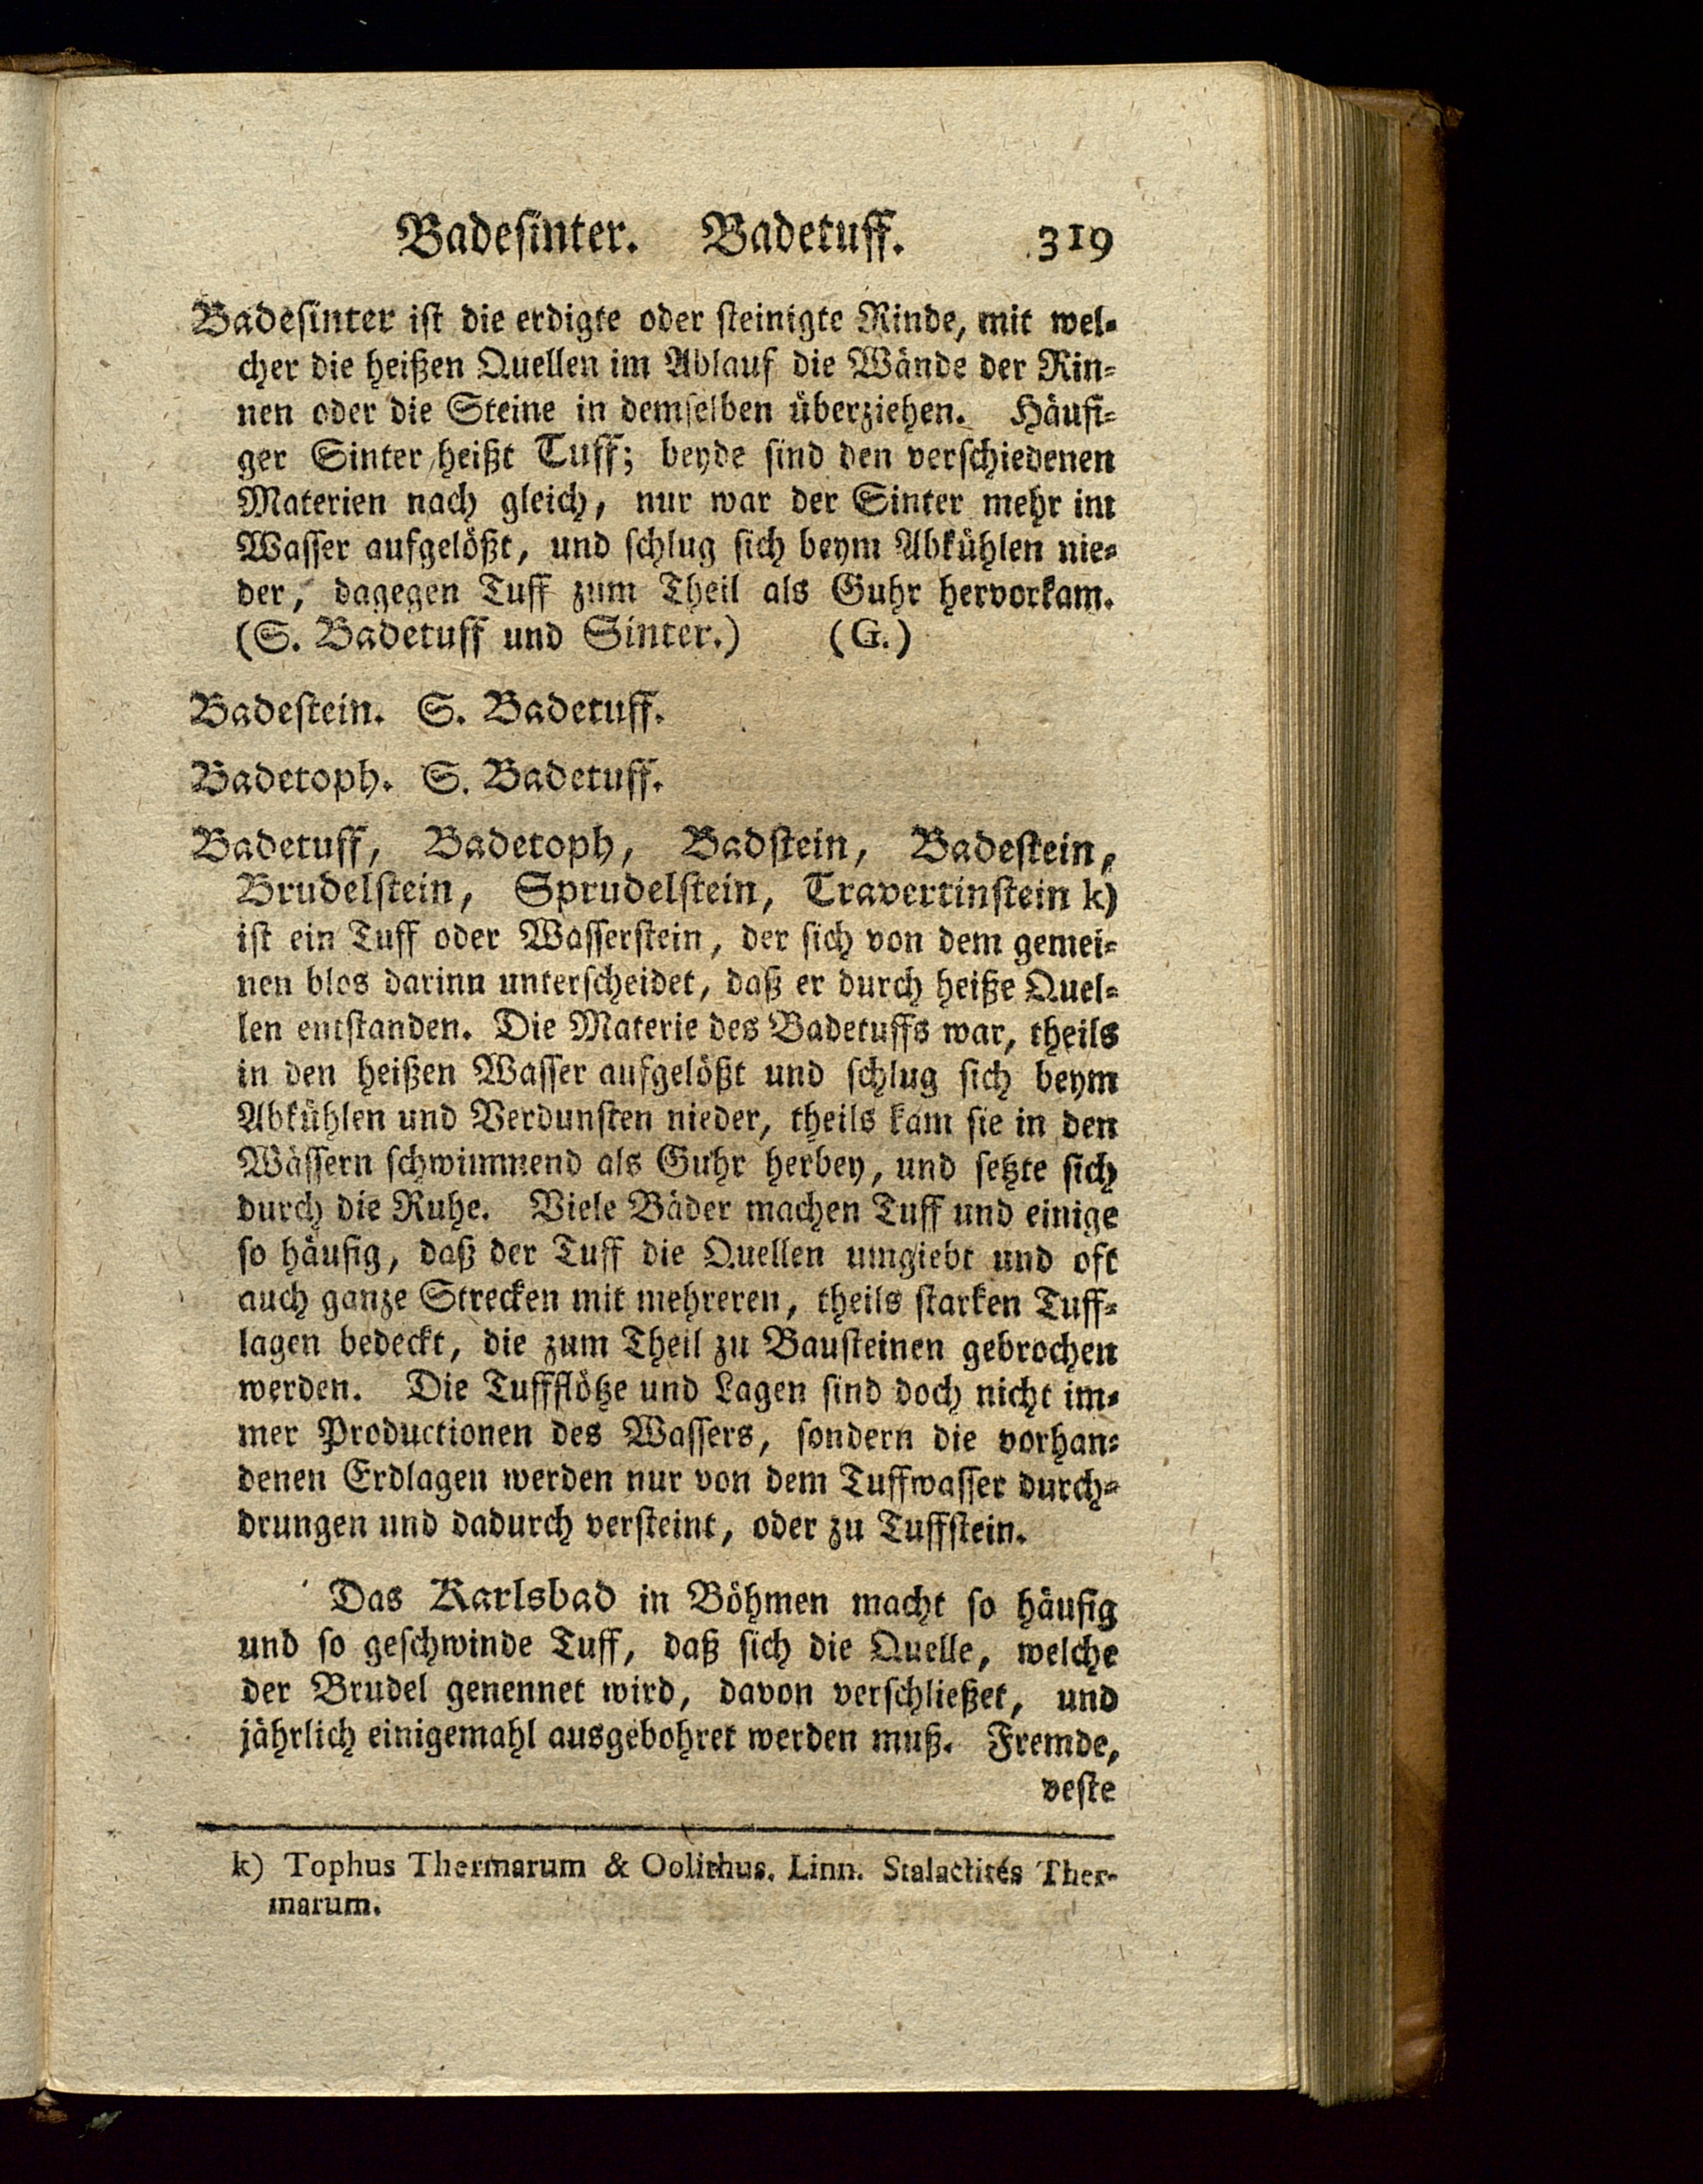 Badesinter. Badetuff. 319
Badesinter ist die erdigte oder steinigte Rinde, mit wel-
cher die heißen Quellen im Ablauf die Wände der Rin-
nen oder die Steine in demselben überziehen. Häufi-
ger Sinter heißt Tuff; beyde sind den verschiedenen
Materien nach gleich, nur war der Sinter mehr im
Wasser aufgelößt, und schlug sich beym Abkühlen nie-
der, dagegen Tuff zum Theil als Guhr hervorkam.
(S. Badetuff und Sinter.) (G.)
Badestein. S. Badetuff.
Badetoph. S. Badetuff.
Badetuff, Badetoph, Badstein, Badestein,
Brudelstein, Sprudelstein, Travertinstein k)
ist ein Tuff oder Wasserstein, der sich von dem gemei-
nen blos darinn unterscheidet, daß er durch heiße Quel-
len entstanden. Die Materie des Badetuffs war, theils
in den heißen Wasser aufgelößt und schlug sich beym
Abkühlen und Verdunsten nieder, theils kam sie in den
Wässern schwimmend als Guhr herbey, und setzte sich
durch die Ruhe. Viele Bäder machen Tuff und einige
so häufig, daß der Tuff die Quellen umgiebt und oft
auch ganze Strecken mit mehreren, theils starken Tuff-
lagen bedeckt, die zum Theil zu Bausteinen gebrochen
werden. Die Tuffflötze und Lagen sind doch nicht im-
mer Productionen des Wassers, sondern die vorhan-
denen Erdlagen werden nur von dem Tuffwasser durch-
drungen und dadurch versteint, oder zu Tuffstein.
Das Karlsbad in Böhmen macht so häufig
und so geschwinde Tuff, daß sich die Quelle, welche
der Brudel genennet wird, davon verschließet, und
jährlich einigemahl ausgebohret werden muß. Fremde,
veste
k) Tophus Thermarum & Oolithus. Linn. Stalactites Ther-
marum.